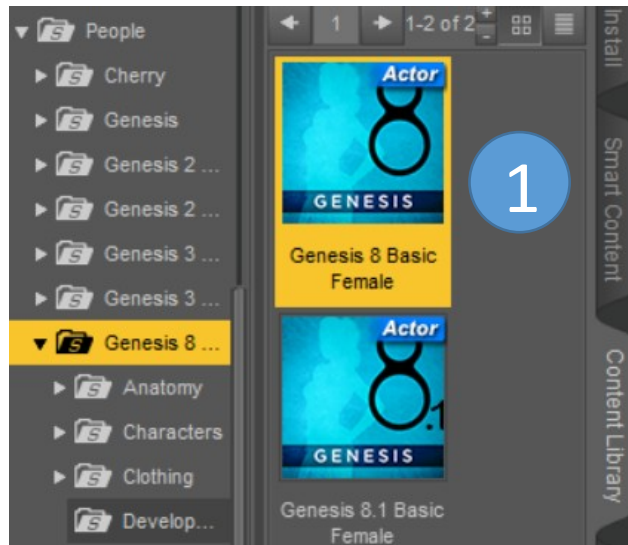 People
Cherry
Genesis
Genesis 2 ...
Genesis 2 ...
Genesis 3 ...
Genesis 3 ...
Genesis 8 ...
Anatomy
Characters
Clothing
Develop...
1
1-2 of 2
+
-
Actor
8
GENESIS
Genesis 8 Basic
Female
1
Actor
8.1
GENESIS
Genesis 8.1 Basic
Female
Install
Smart Content
Content Library